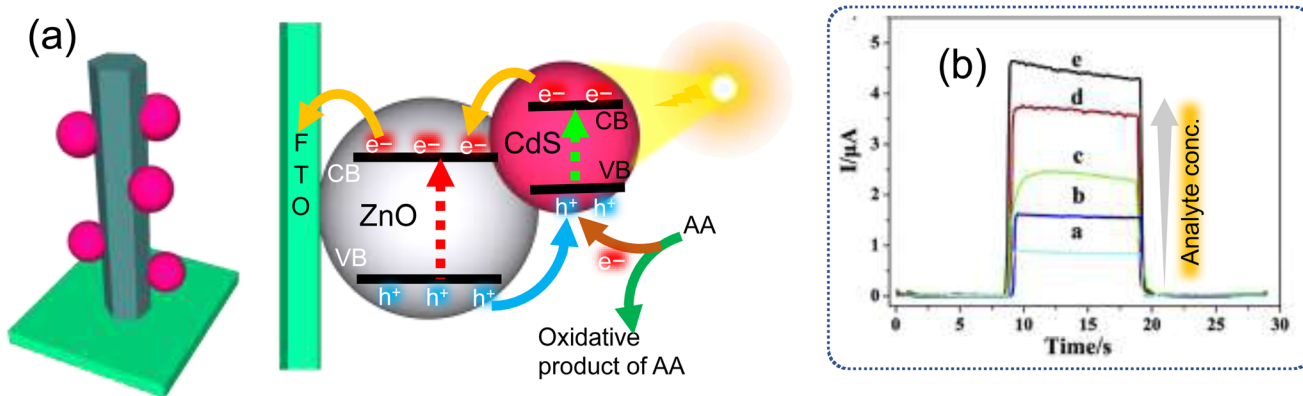 (a)
F
T
O
e− e− e−
CB
ZnO
VB
h⁺ h⁺ h⁺
e− e−
CB
CdS
VB
h⁺ h⁺
AA
e−
Oxidative
product of AA
(b)
I/μA
5
4
3
2
1
0
e
d
c
b
a
Analyte conc.
0 5 10 15 20 25 30
Time/s